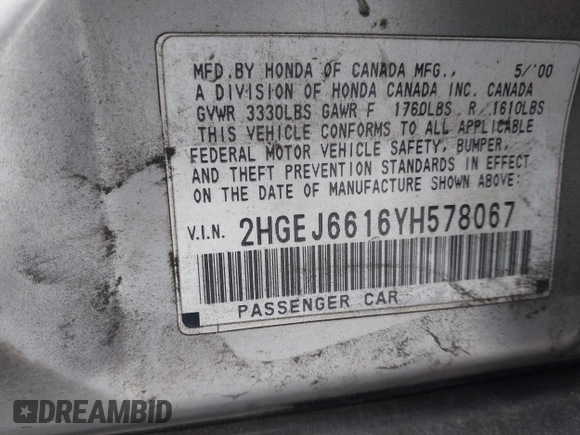 MFD. BY HONDA OF CANADA MFG., 5/'00
A DIVISION OF HONDA CANADA INC. CANADA
GVWR 3330LBS GAWR F 1760LBS R 1610LBS
THIS VEHICLE CONFORMS TO ALL APPLICABLE
FEDERAL MOTOR VEHICLE SAFETY, BUMPER,
AND THEFT PREVENTION STANDARDS IN EFFECT
ON THE DATE OF MANUFACTURE SHOWN ABOVE:
V.I.N. 2HGEJ6616YH578067
PASSENGER CAR
DREAMBID